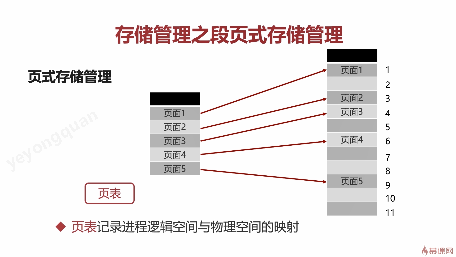 存储管理之段页式存储管理
页式存储管理
yeyongquan
页面1
页面2
页面3
页面4
页面5
页面1
页面2
页面3
页面4
页面5
1
2
3
4
5
6
7
8
9
10
11
页表
页表记录进程逻辑空间与物理空间的映射
慕课网